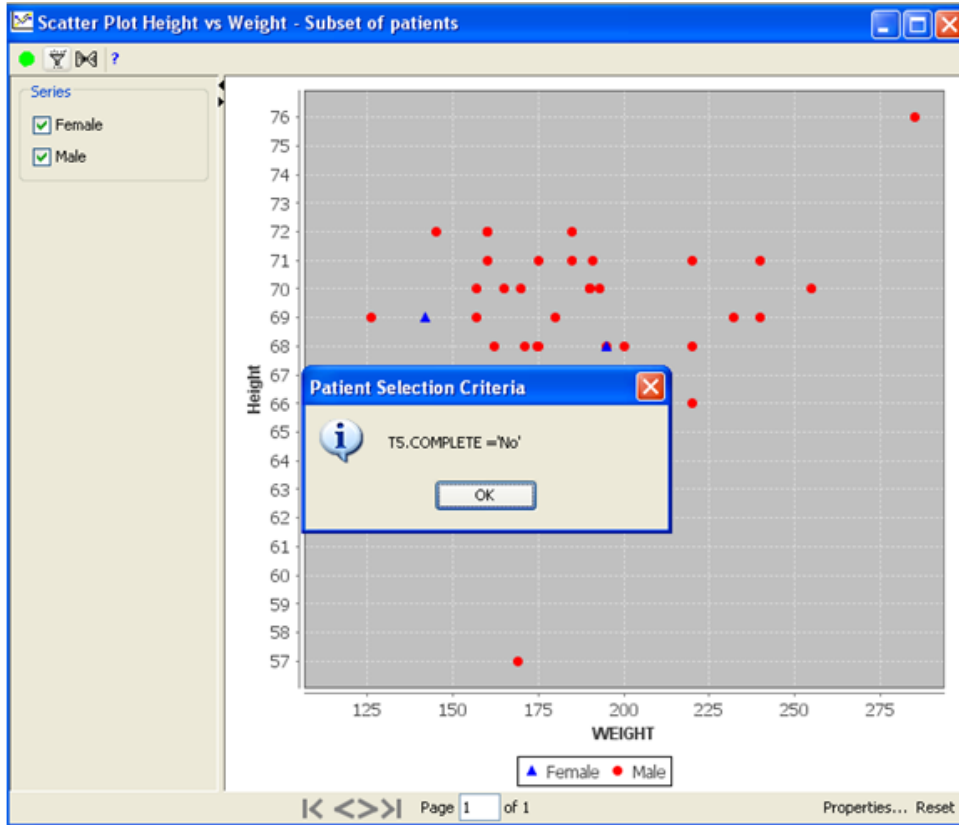 Scatter Plot Height vs Weight - Subset of patients
?
Series
Female
Male
76
75
74
73
72
71
70
69
68
67
66
65
64
63
62
61
60
59
58
57
Height
Patient Selection Criteria
T5.COMPLETE ='No'
OK
125 150 175 200 225 250 275
WEIGHT
Female Male
Page 1 of 1 Properties... Reset